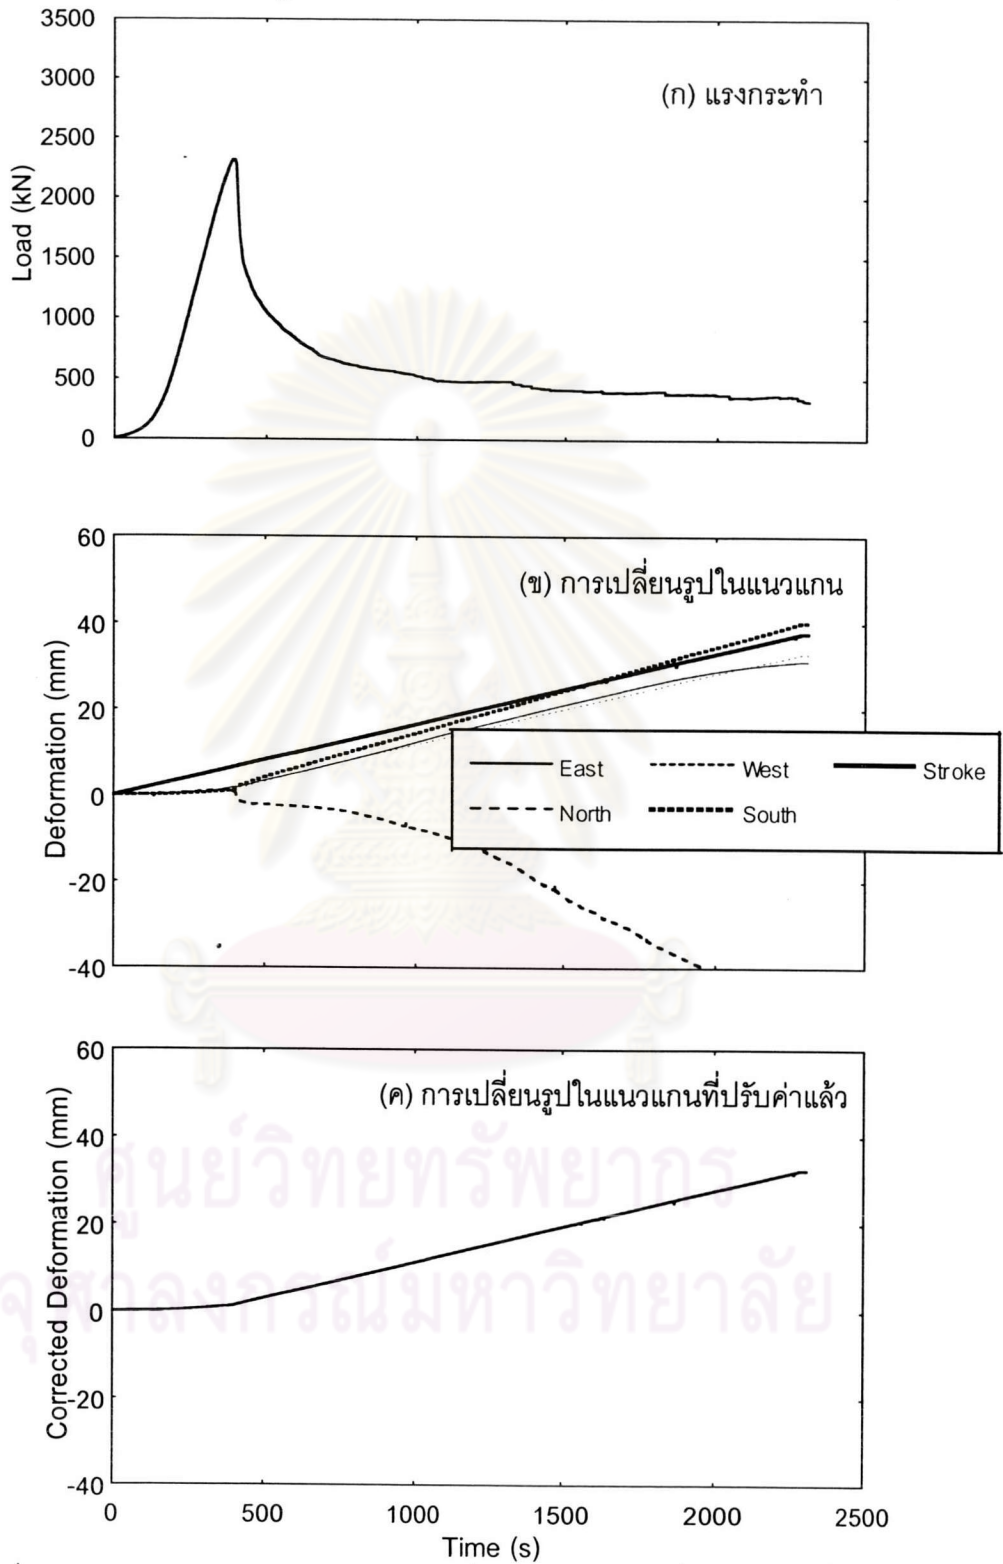 3500
3000
2500
2000
1500
1000
500
0
Load (kN)
(ก) แรงกระทำ
60
40
20
0
-20
-40
Deformation (mm)
(ข) การเปลี่ยนรูปในแนวแกน
East West Stroke
North South
60
40
20
0
-20
-40
Corrected Deformation (mm)
(ค) การเปลี่ยนรูปในแนวแกนที่ปรับค่าแล้ว
ศูนย์วิทยทรัพยากร
จุฬาลงกรณ์มหาวิทยาลัย
0 500 1000 1500 2000 2500
Time (s)